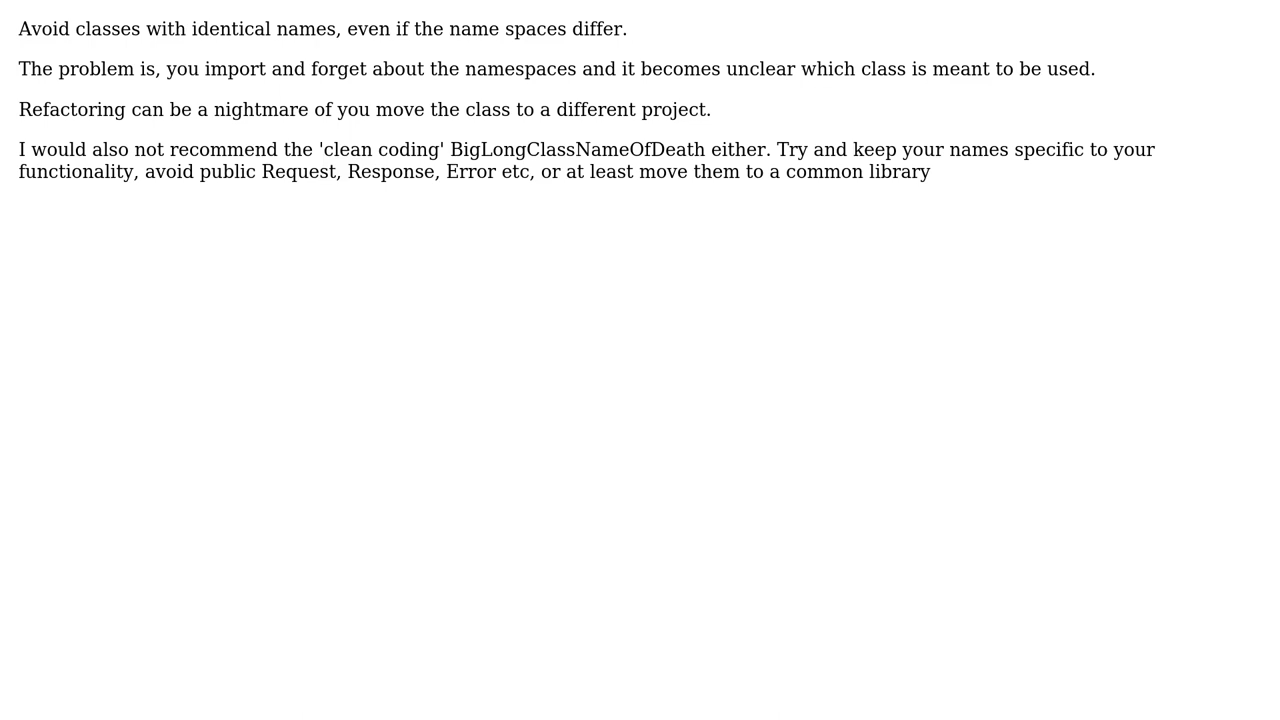 Avoid classes with identical names, even if the name spaces differ.
The problem is, you import and forget about the namespaces and it becomes unclear which class is meant to be used.
Refactoring can be a nightmare of you move the class to a different project.
I would also not recommend the 'clean coding' BigLongClassNameOfDeath either. Try and keep your names specific to your
functionality, avoid public Request, Response, Error etc, or at least move them to a common library